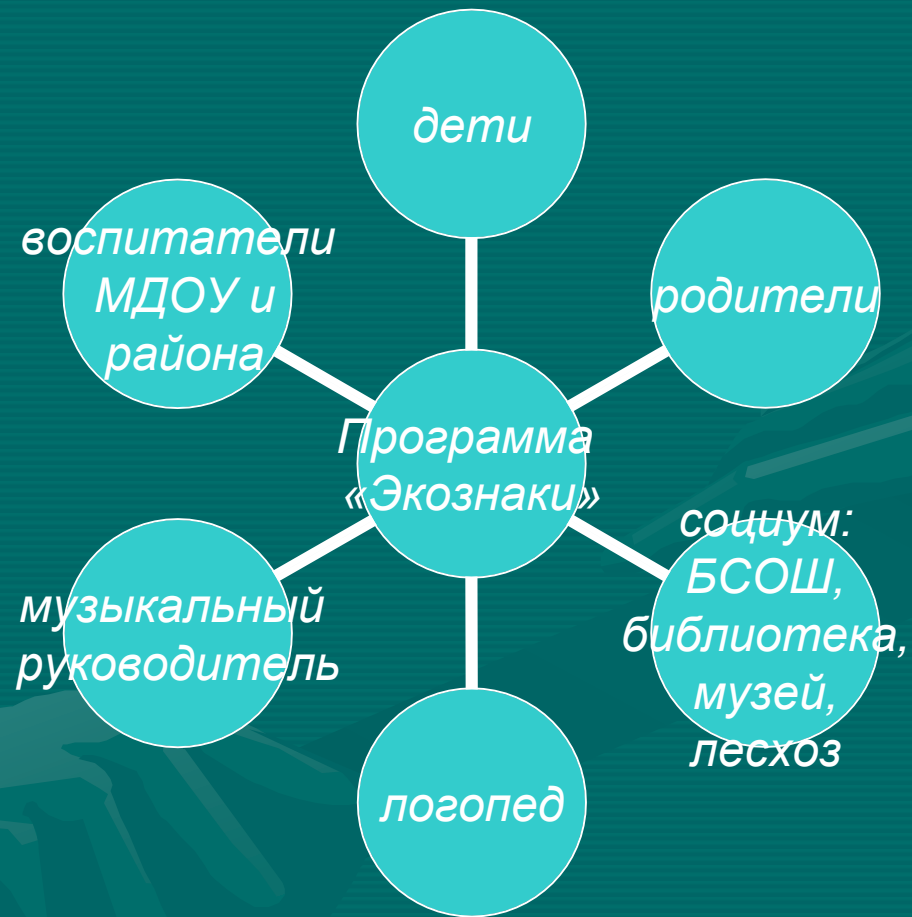 дети
воспитатели
МДОУ и
района
родители
Программа
«Экознаки»
социум:
БСОШ,
библиотека,
музей,
лесхоз
музыкальный
руководитель
логопед